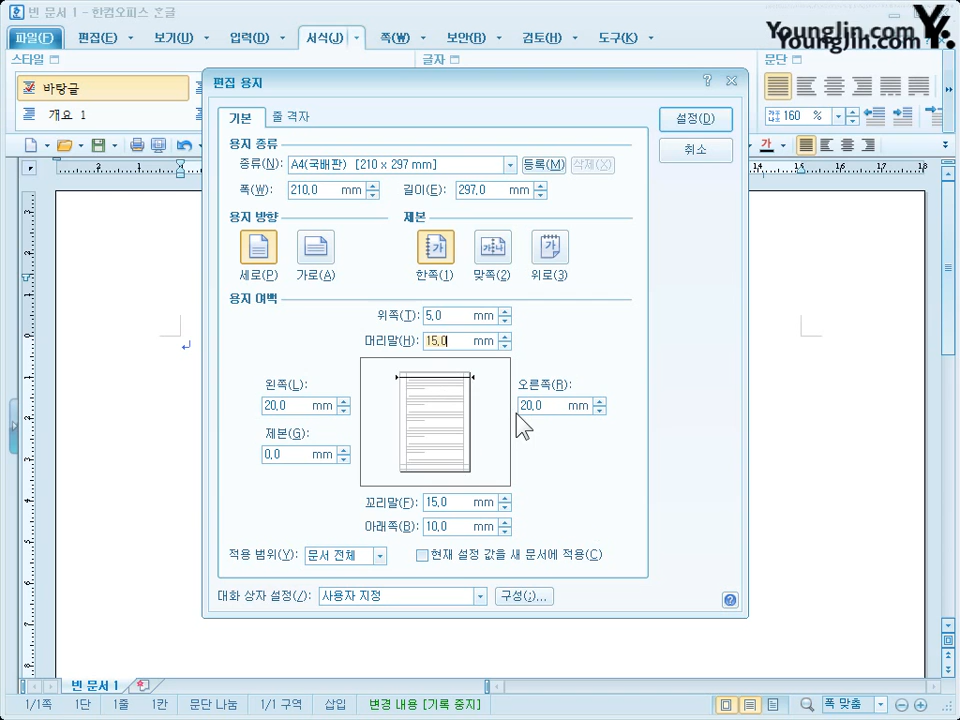 빈 문서 1 - 한컴오피스 한글
파일(F) 편집(E) 보기(U) 입력(D) 서식(J) 쪽(W) 보안(R) 검토(H) 도구(K)
YoungJin.com Y.
YoungJin.com
스타일 글자 문단
바탕글
개요 1
160 %
편집 용지
기본 줄 격자
설정(D)
취소
용지 종류
종류(N): A4(국배판) [210 x 297 mm] 등록(M) 삭제(X)
폭(W): 210,0 mm 길이(E): 297,0 mm
용지 방향 제본
세로(P) 가로(A) 한쪽(1) 맞쪽(2) 위로(3)
용지 여백
위쪽(T): 5,0 mm
머리말(H): 15,0 mm
왼쪽(L): 오른쪽(R):
20,0 mm 20,0 mm
제본(G):
0,0 mm
꼬리말(F): 15,0 mm
아래쪽(B): 10,0 mm
적용 범위(Y): 문서 전체 현재 설정 값을 새 문서에 적용(C)
대화 상자 설정(/): 사용자 지정 구성(;)...
빈 문서 1
1/1쪽 1단 1줄 1칸 문단 나눔 1/1 구역 삽입 변경 내용 [기록 중지] 폭 맞춤